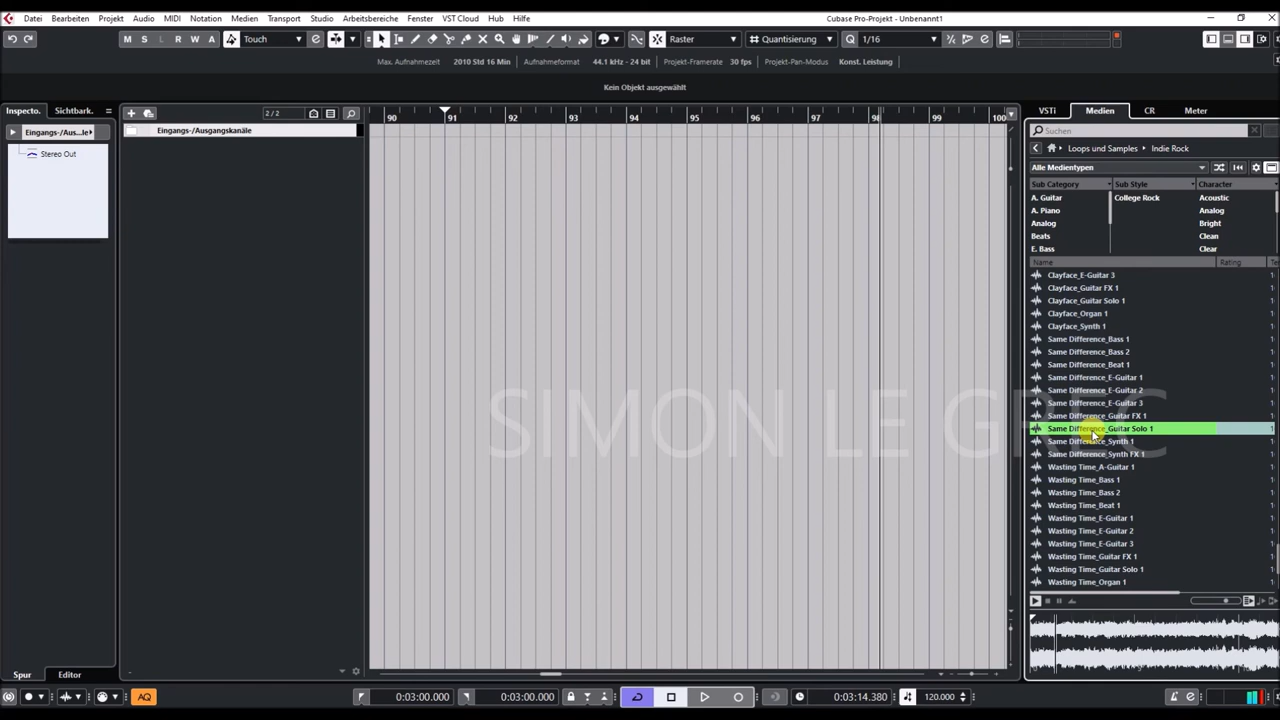 Datei Bearbeiten Projekt Audio MIDI Notation Medien Transport Studio Arbeitsbereiche Fenster VST Cloud Hub Hilfe
Cubase Pro-Projekt - Unbenannt1
M S L R W A Touch Raster Quantisierung 1/16
Max. Aufnahmezeit 2010 Std 16 Min Aufnahmeformat 44.1 kHz - 24 bit Projekt-Framerate 30 fps Projekt-Pan-Modus Konst. Leistung
Kein Objekt ausgewählt
Inspecto. Sichtbark.
2 / 2
90 91 92 93 94 95 96 97 98 99 100
VSTi Medien CR Meter
Eingangs-/Aus...le
Eingangs-/Ausgangskanäle
Suchen
Stereo Out
Loops und Samples Indie Rock
Alle Medientypen
Sub Category Sub Style Character
A. Guitar College Rock Acoustic
A. Piano Analog
Analog Bright
Beats Clean
E. Bass Clear
Name Rating Te
Clayface_E-Guitar 3
Clayface_Guitar FX 1
Clayface_Guitar Solo 1
Clayface_Organ 1
Clayface_Synth 1
Same Difference_Bass 1
Same Difference_Bass 2
Same Difference_Beat 1
Same Difference_E-Guitar 1
Same Difference_E-Guitar 2
Same Difference_E-Guitar 3
Same Difference_Guitar FX 1
Same Difference_Guitar Solo 1
Same Difference_Synth 1
Same Difference_Synth FX 1
Wasting Time_A-Guitar 1
Wasting Time_Bass 1
Wasting Time_Bass 2
Wasting Time_Beat 1
Wasting Time_E-Guitar 1
Wasting Time_E-Guitar 2
Wasting Time_E-Guitar 3
Wasting Time_Guitar FX 1
Wasting Time_Guitar Solo 1
Wasting Time_Organ 1
SIMON LE GREC
Spur Editor
AQ 0:03:00.000 0:03:00.000 0:03:14.380 120.000